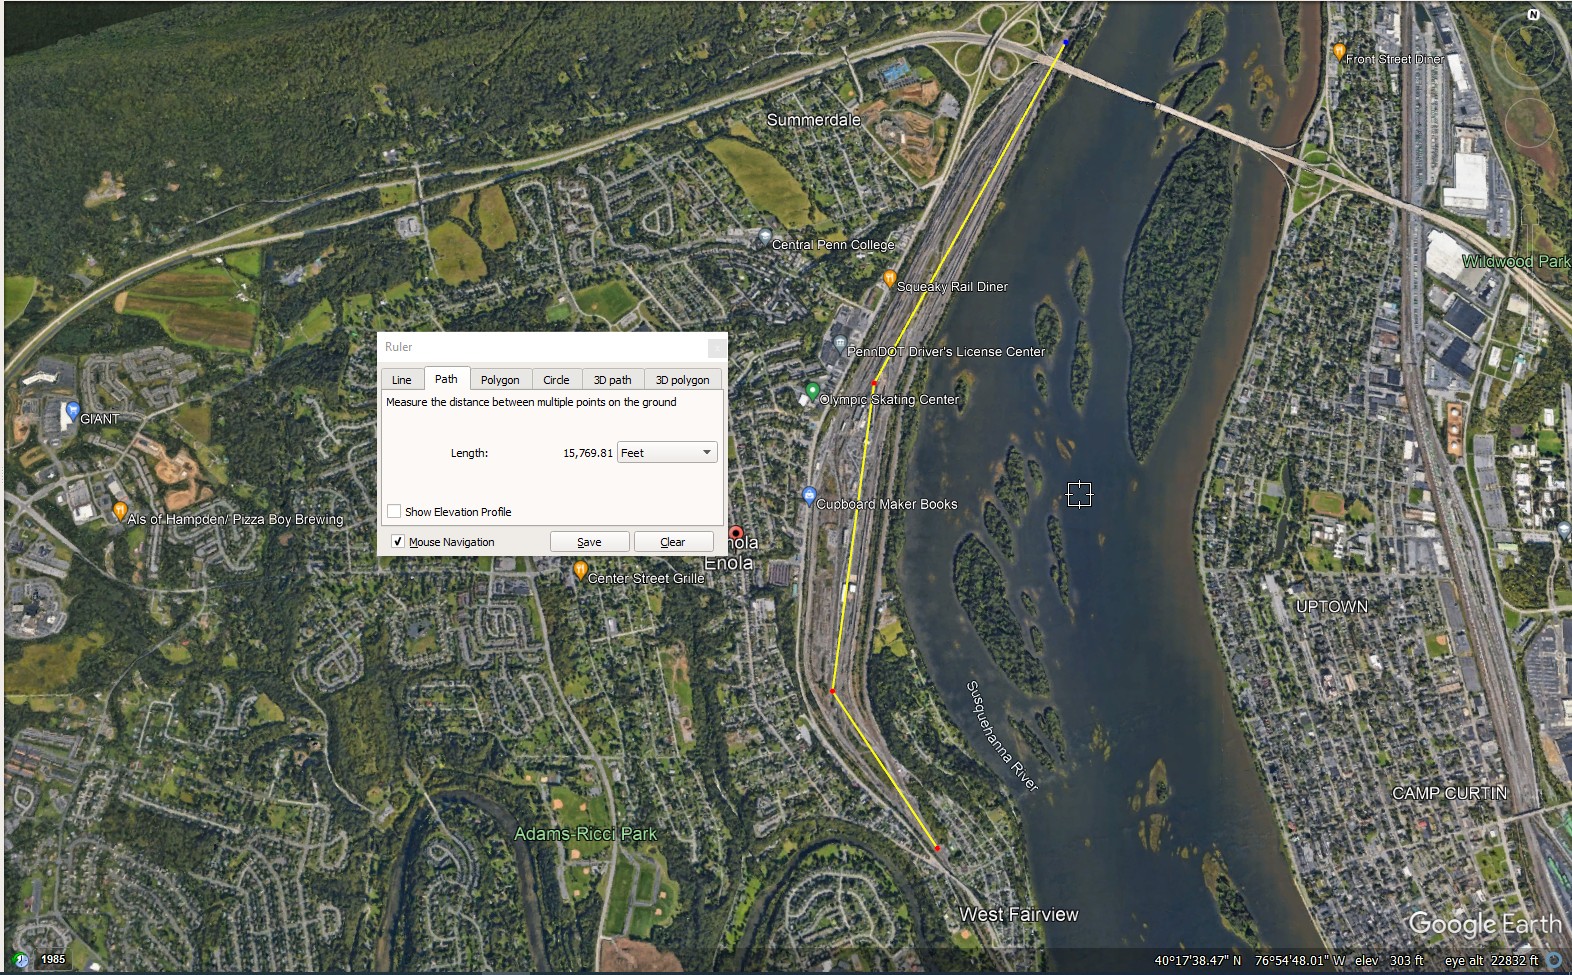 N
Front Street Diner
Summerdale
Central Penn College
Wildwood Park
Squeaky Rail Diner
Ruler
PennDOT Driver's License Center
Line Path Polygon Circle 3D path 3D polygon
Measure the distance between multiple points on the ground
Olympic Skating Center
GIANT
Length: 15,769.81 Feet
Cupboard Maker Books
Show Elevation Profile
Als of Hampden/ Pizza Boy Brewing
Mouse Navigation Save Clear
nola
Enola
Center Street Grille
UPTOWN
Susquehanna River
CAMP CURTIN
Adams-Ricci Park
West Fairview
Google Earth
1985
40°17'38.47" N 76°54'48.01" W elev 303 ft eye alt 22832 ft